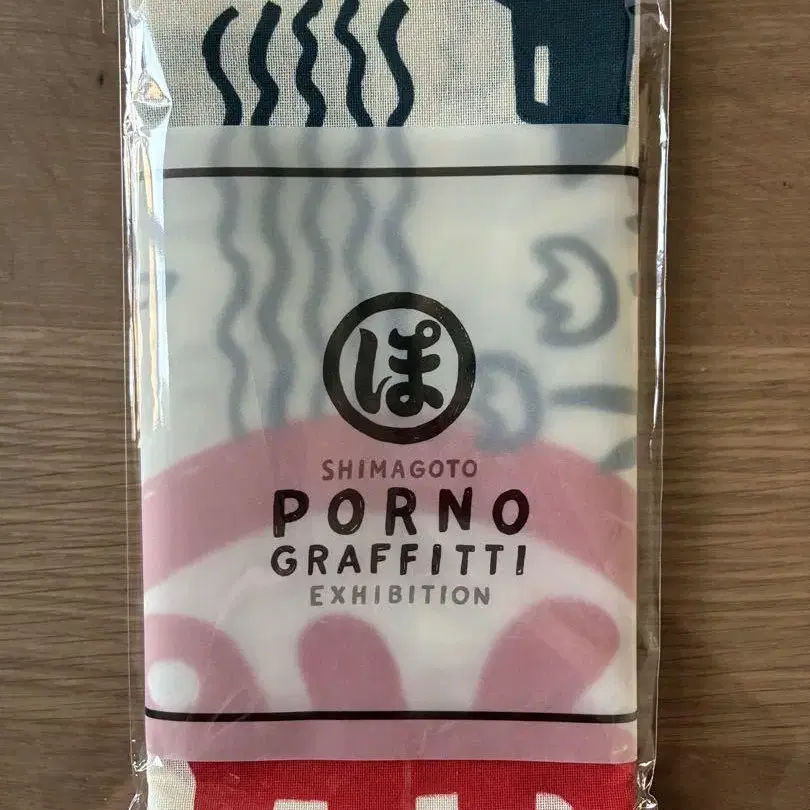 ぽ
SHIMAGOTO
PORNO
GRAFFITTI
EXHIBITION